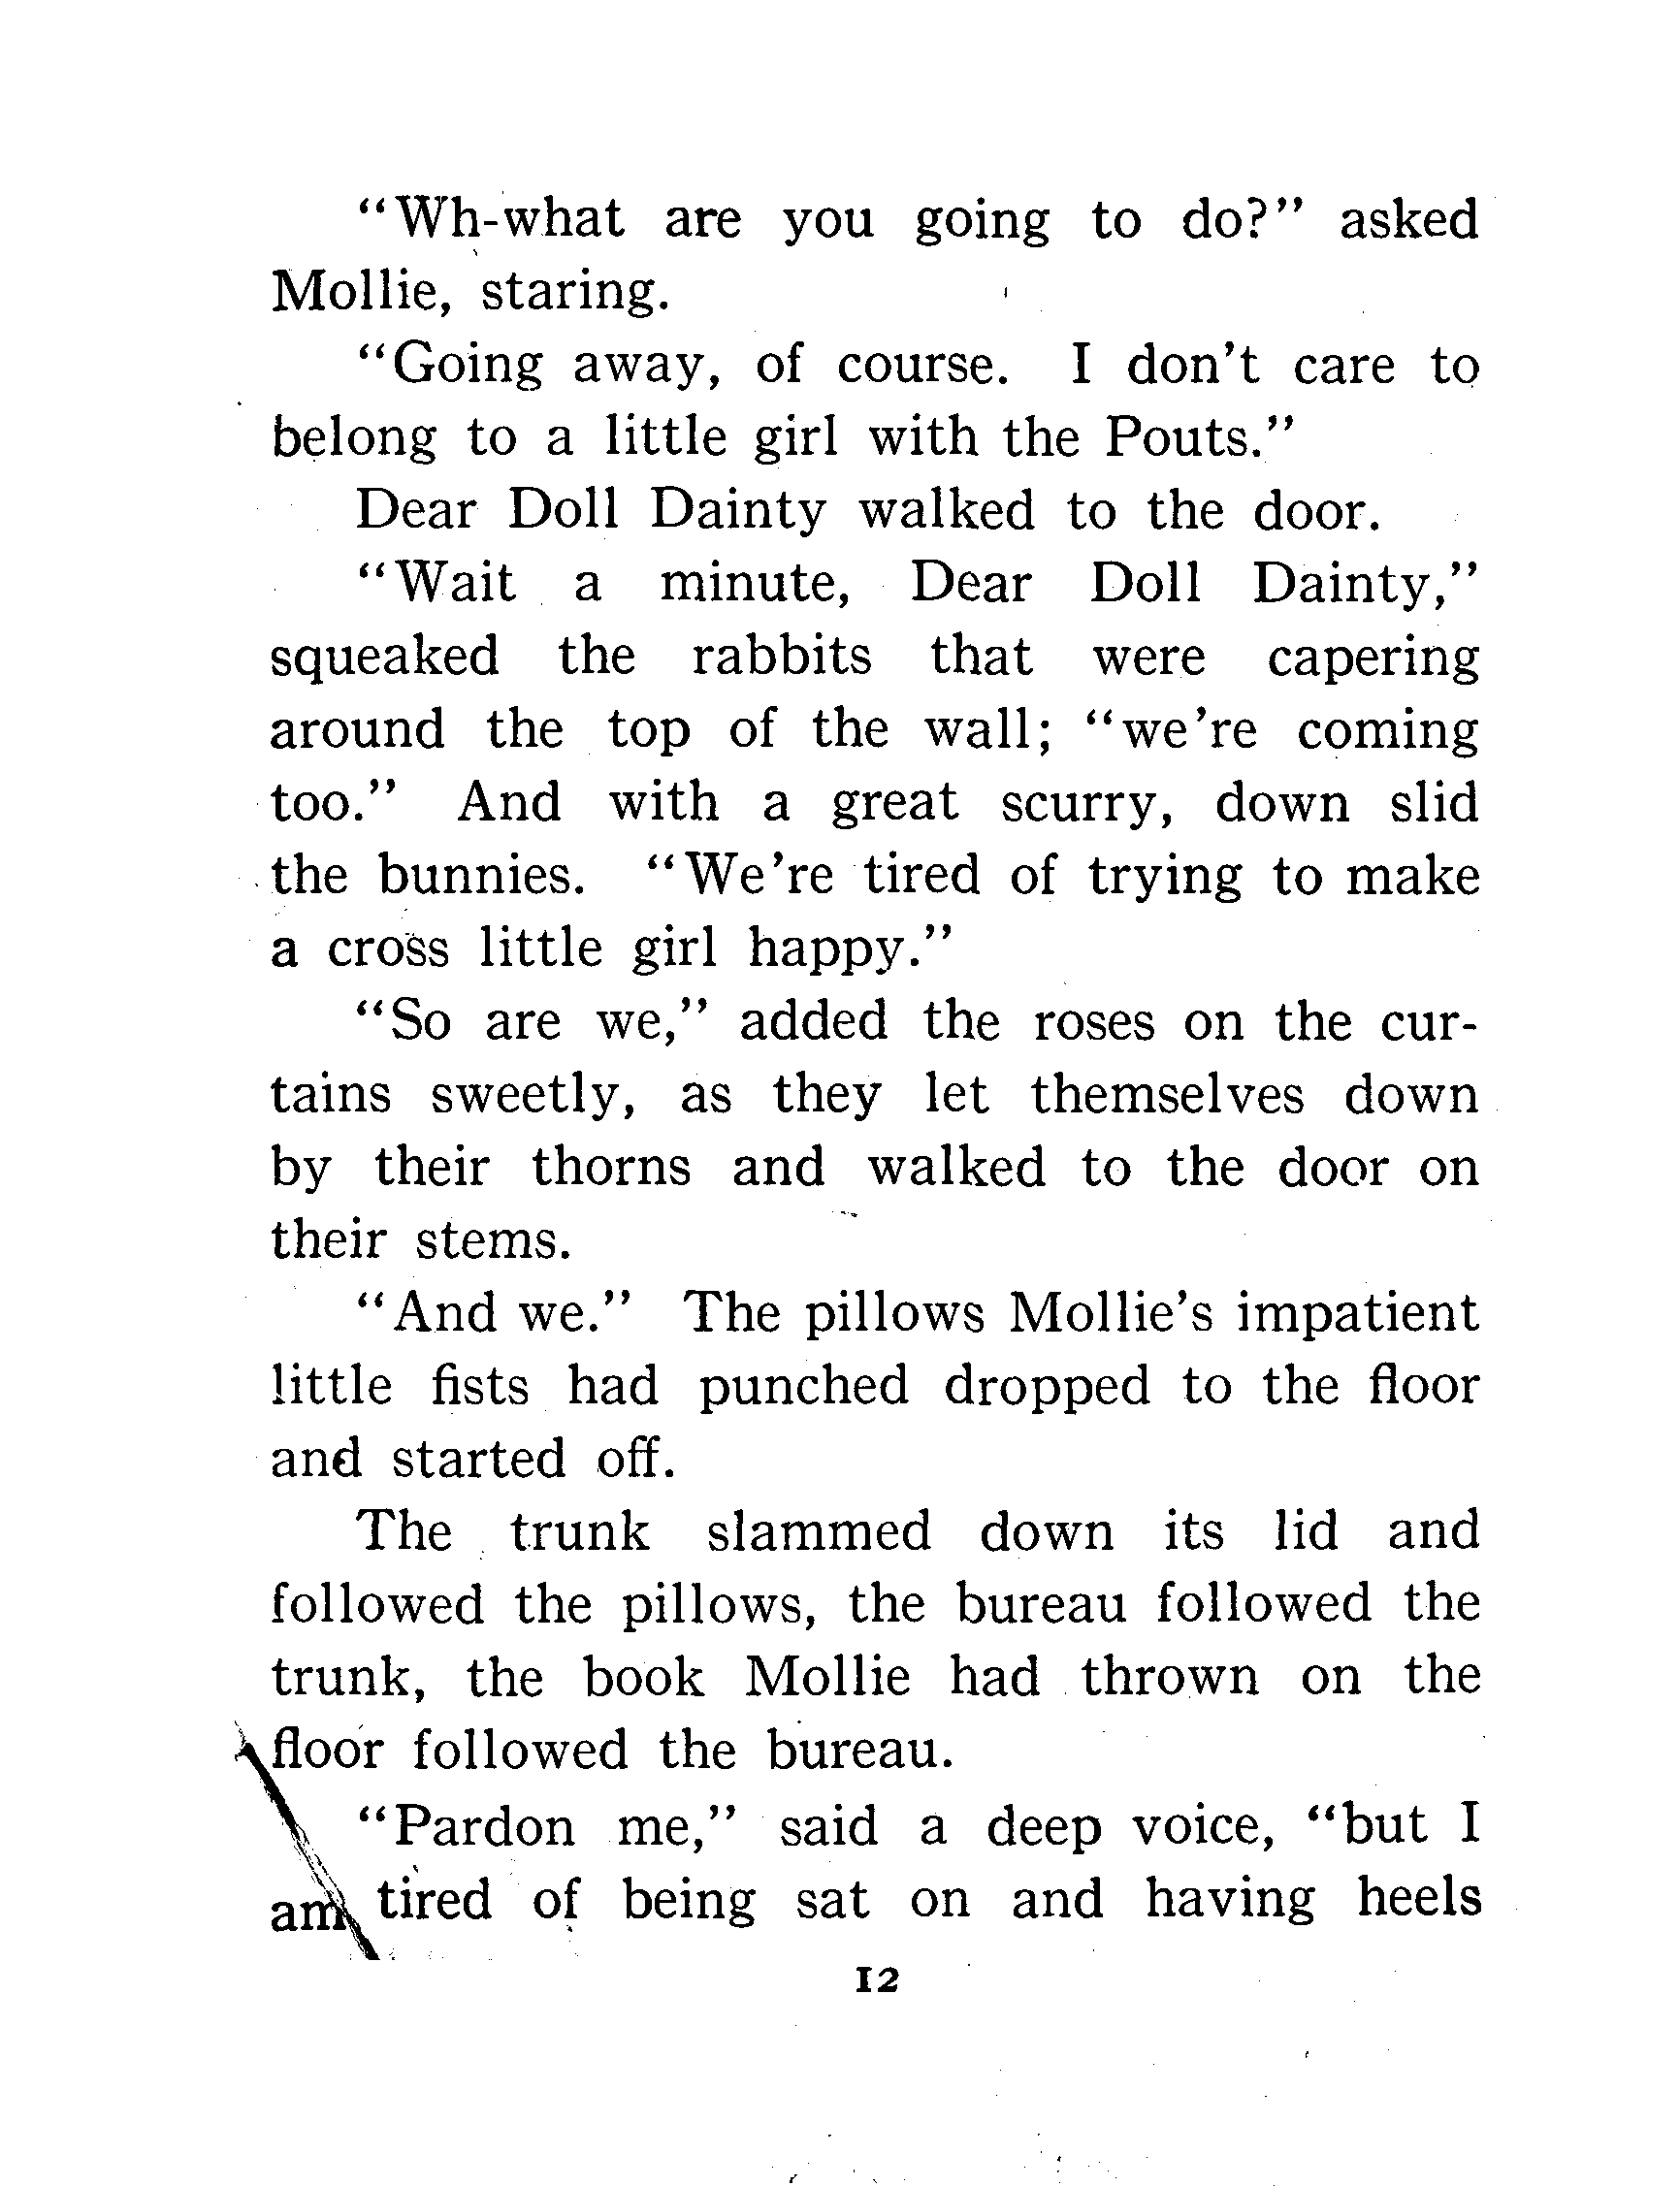 “Wh-what are you going to do?” asked
Mollie, staring.
“Going away, of course. I don’t care to
belong to a little girl with the Pouts.”
Dear Doll Dainty walked to the door.
“Wait a minute, Dear Doll Dainty,”
squeaked the rabbits that were capering
around the top of the wall; “we’re coming
too.” And with a great scurry, down slid
the bunnies. “We’re tired of trying to make
a cross little girl happy.”
“So are we,” added the roses on the cur-
tains sweetly, as they let themselves down
by their thorns and walked to the door on
their stems.
“And we.” The pillows Mollie’s impatient
little fists had punched dropped to the floor
and started off.
The trunk slammed down its lid and
followed the pillows, the bureau followed the
trunk, the book Mollie had thrown on the
floor followed the bureau.
“Pardon me,” said a deep voice, “but I
am tired of being sat on and having heels
12